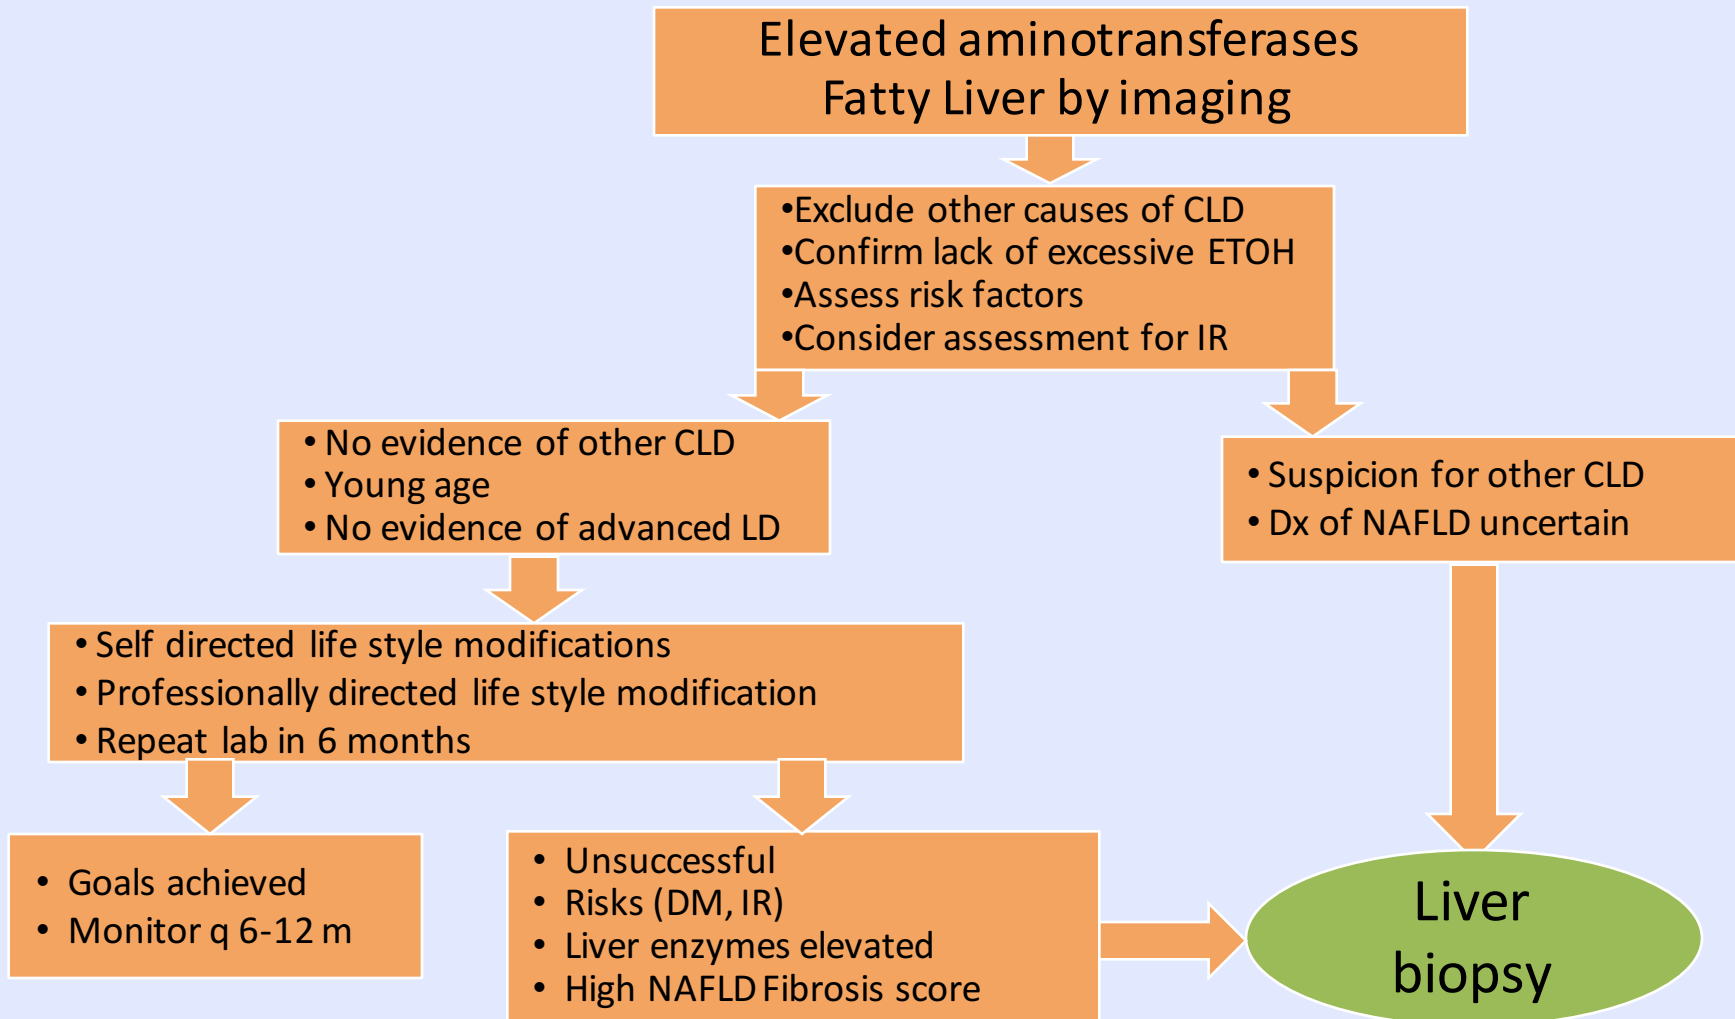 Elevated aminotransferases
Fatty Liver by imaging
•Exclude other causes of CLD
•Confirm lack of excessive ETOH
•Assess risk factors
•Consider assessment for IR
• No evidence of other CLD
• Young age
• No evidence of advanced LD
• Suspicion for other CLD
• Dx of NAFLD uncertain
• Self directed life style modifications
• Professionally directed life style modification
• Repeat lab in 6 months
• Goals achieved
• Monitor q 6-12 m
• Unsuccessful
• Risks (DM, IR)
• Liver enzymes elevated
• High NAFLD Fibrosis score
Liver
biopsy